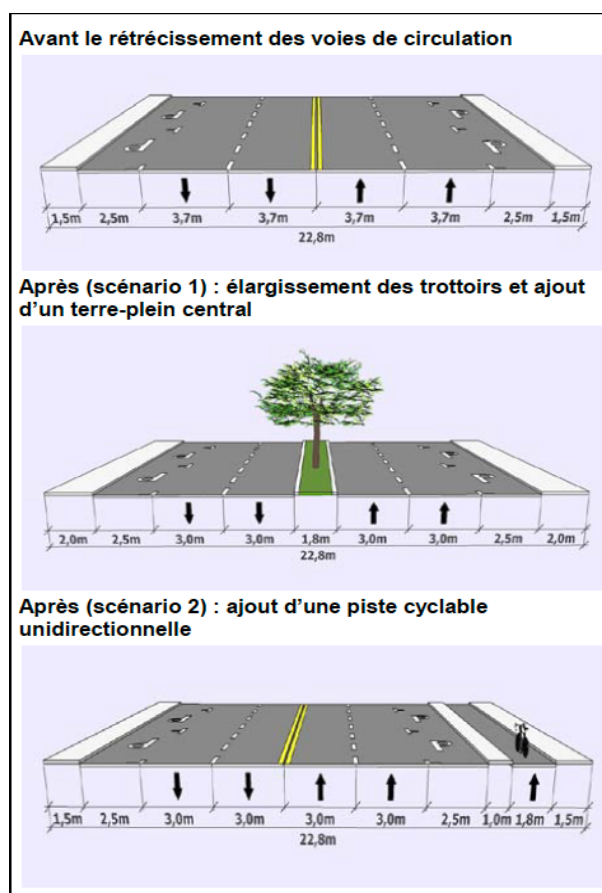 Avant le rétrécissement des voies de circulation
1,5m 2,5m 3,7m 3,7m 3,7m 3,7m 2,5m 1,5m
22,8m
Après (scénario 1) : élargissement des trottoirs et ajout
d’un terre-plein central
2,0m 2,5m 3,0m 3,0m 1,8m 3,0m 3,0m 2,5m 2,0m
22,8m
Après (scénario 2) : ajout d’une piste cyclable
unidirectionnelle
1,5m 2,5m 3,0m 3,0m 3,0m 3,0m 2,5m 1,0m 1,8m 1,5m
22,8m